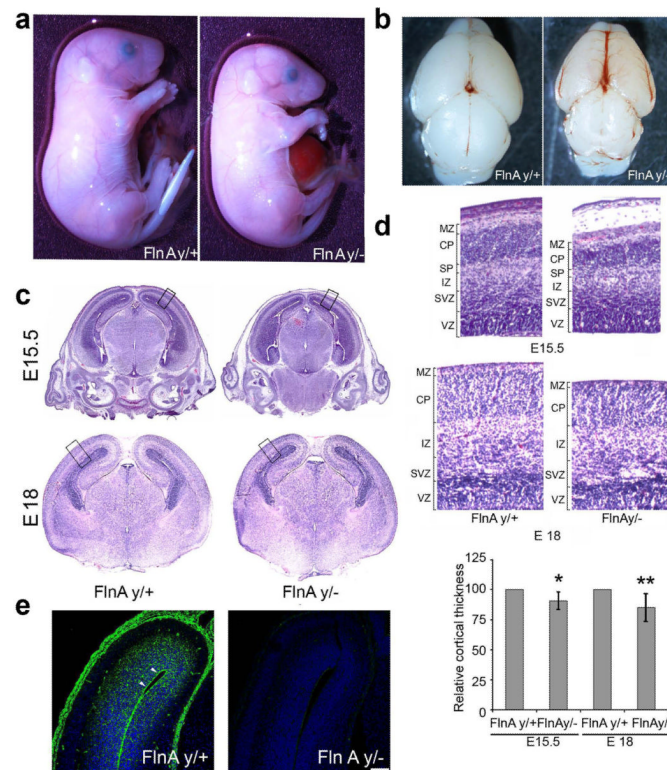 a
FlnA y/+
FlnA y/-
b
FlnA y/+
FlnA y/-
c
E15.5
E18
FlnA y/+
FlnA y/-
d
MZ
CP
SP
IZ
SVZ
VZ
MZ
CP
SP
IZ
SVZ
VZ
E15.5
MZ
CP
IZ
SVZ
VZ
MZ
CP
IZ
SVZ
VZ
FlnA y/+
FlnAy/-
E 18
Relative cortical thickness
125
100
75
50
25
0
*
**
FlnA y/+ FlnAy/- FlnA y/+ FlnAy/-
E15.5 E 18
e
FlnA y/+
Fln A y/-